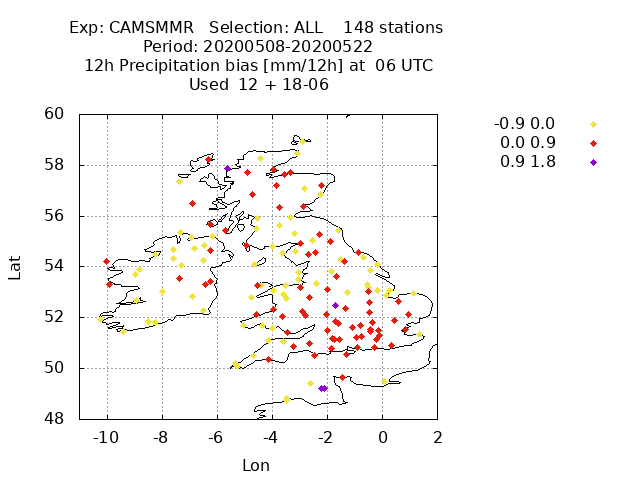 Exp: CAMSMMR   Selection: ALL    148 stations
Period: 20200508-20200522
12h Precipitation bias [mm/12h] at  06 UTC
Used  12 + 18-06
-0.9 0.0
0.0 0.9
0.9 1.8
60
58
56
54
52
50
48
Lat
-10 -8 -6 -4 -2 0 2
Lon